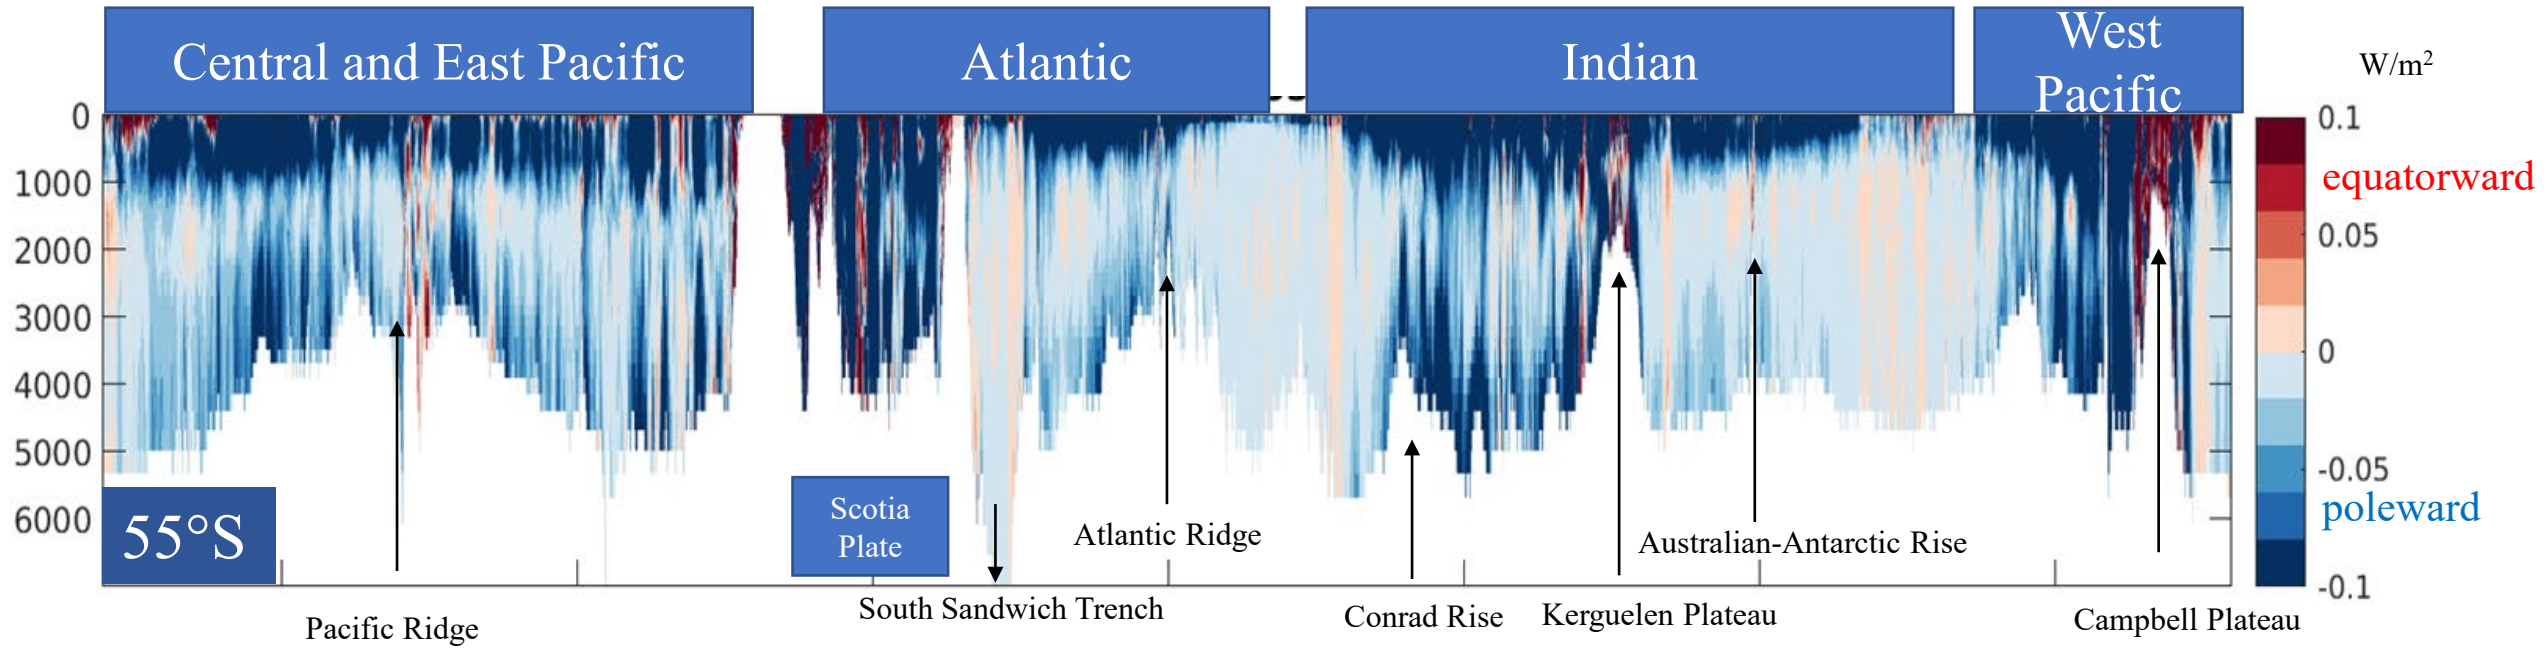 Central and East Pacific
Atlantic
Indian
West
Pacific
W/m²
0
1000
2000
3000
4000
5000
6000
0.1
equatorward
0.05
0
-0.05
poleward
-0.1
55°S
Scotia
Plate
Atlantic Ridge
Australian-Antarctic Rise
South Sandwich Trench
Pacific Ridge
Conrad Rise
Kerguelen Plateau
Campbell Plateau